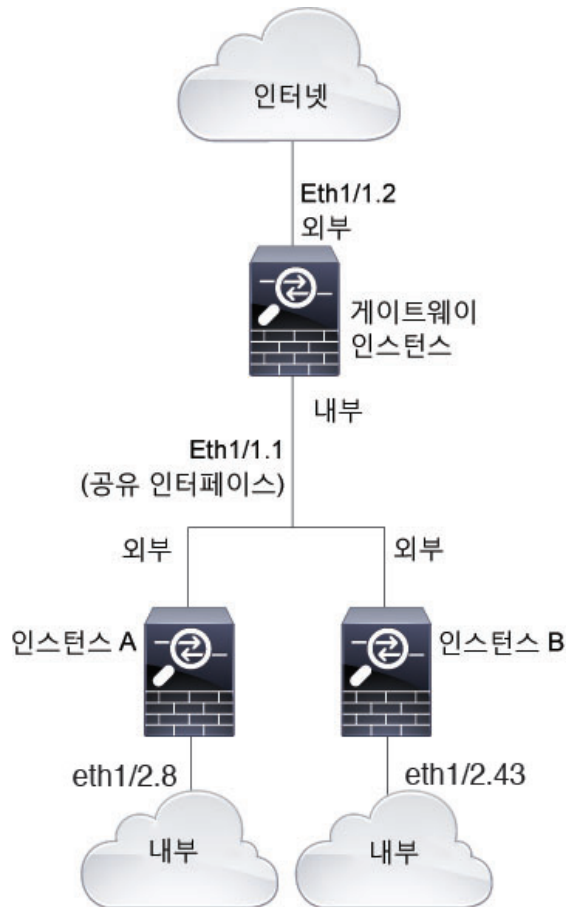 인터넷
Eth1/1.2
외부
게이트웨이
인스턴스
내부
Eth1/1.1
(공유 인터페이스)
외부
외부
인스턴스 A
인스턴스 B
eth1/2.8
eth1/2.43
내부
내부